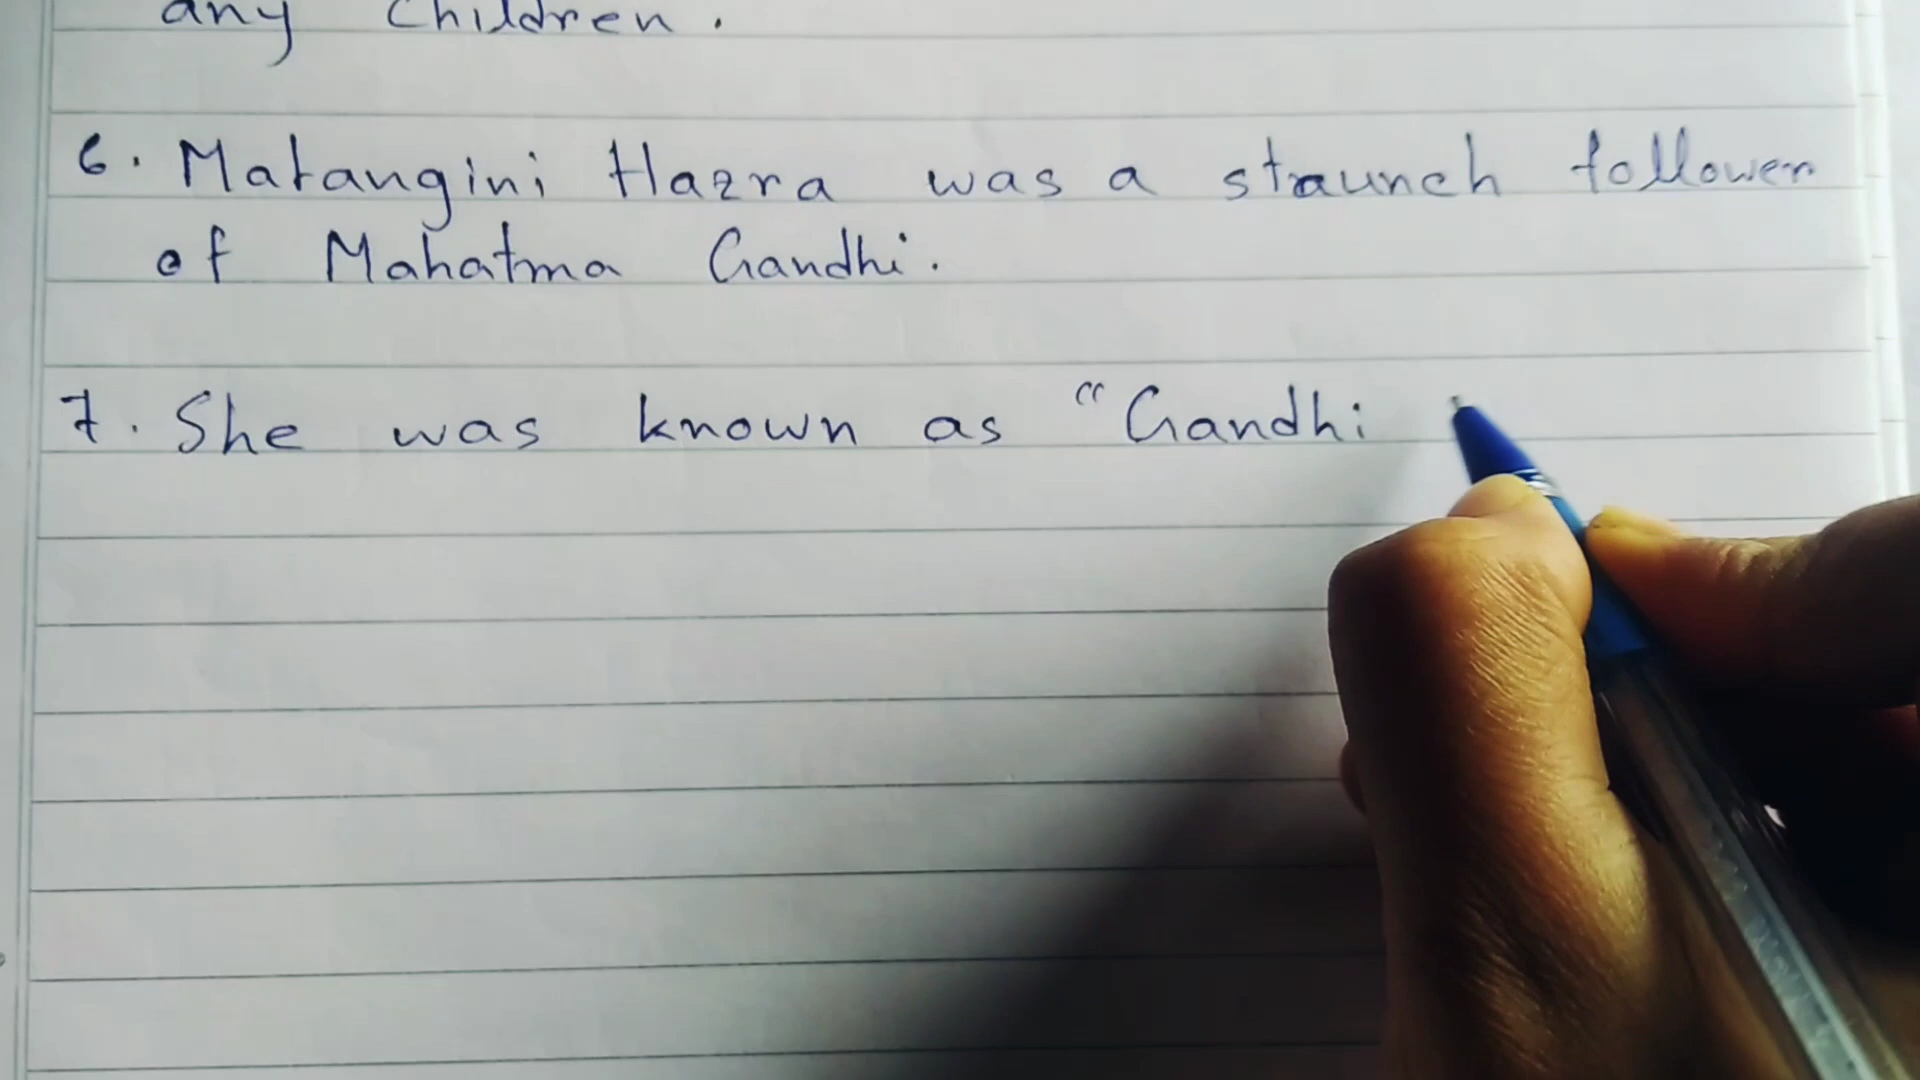 any children.
6. Matangini Hazra was a staunch follower
of Mahatma Gandhi.
7. She was known as "Gandhi